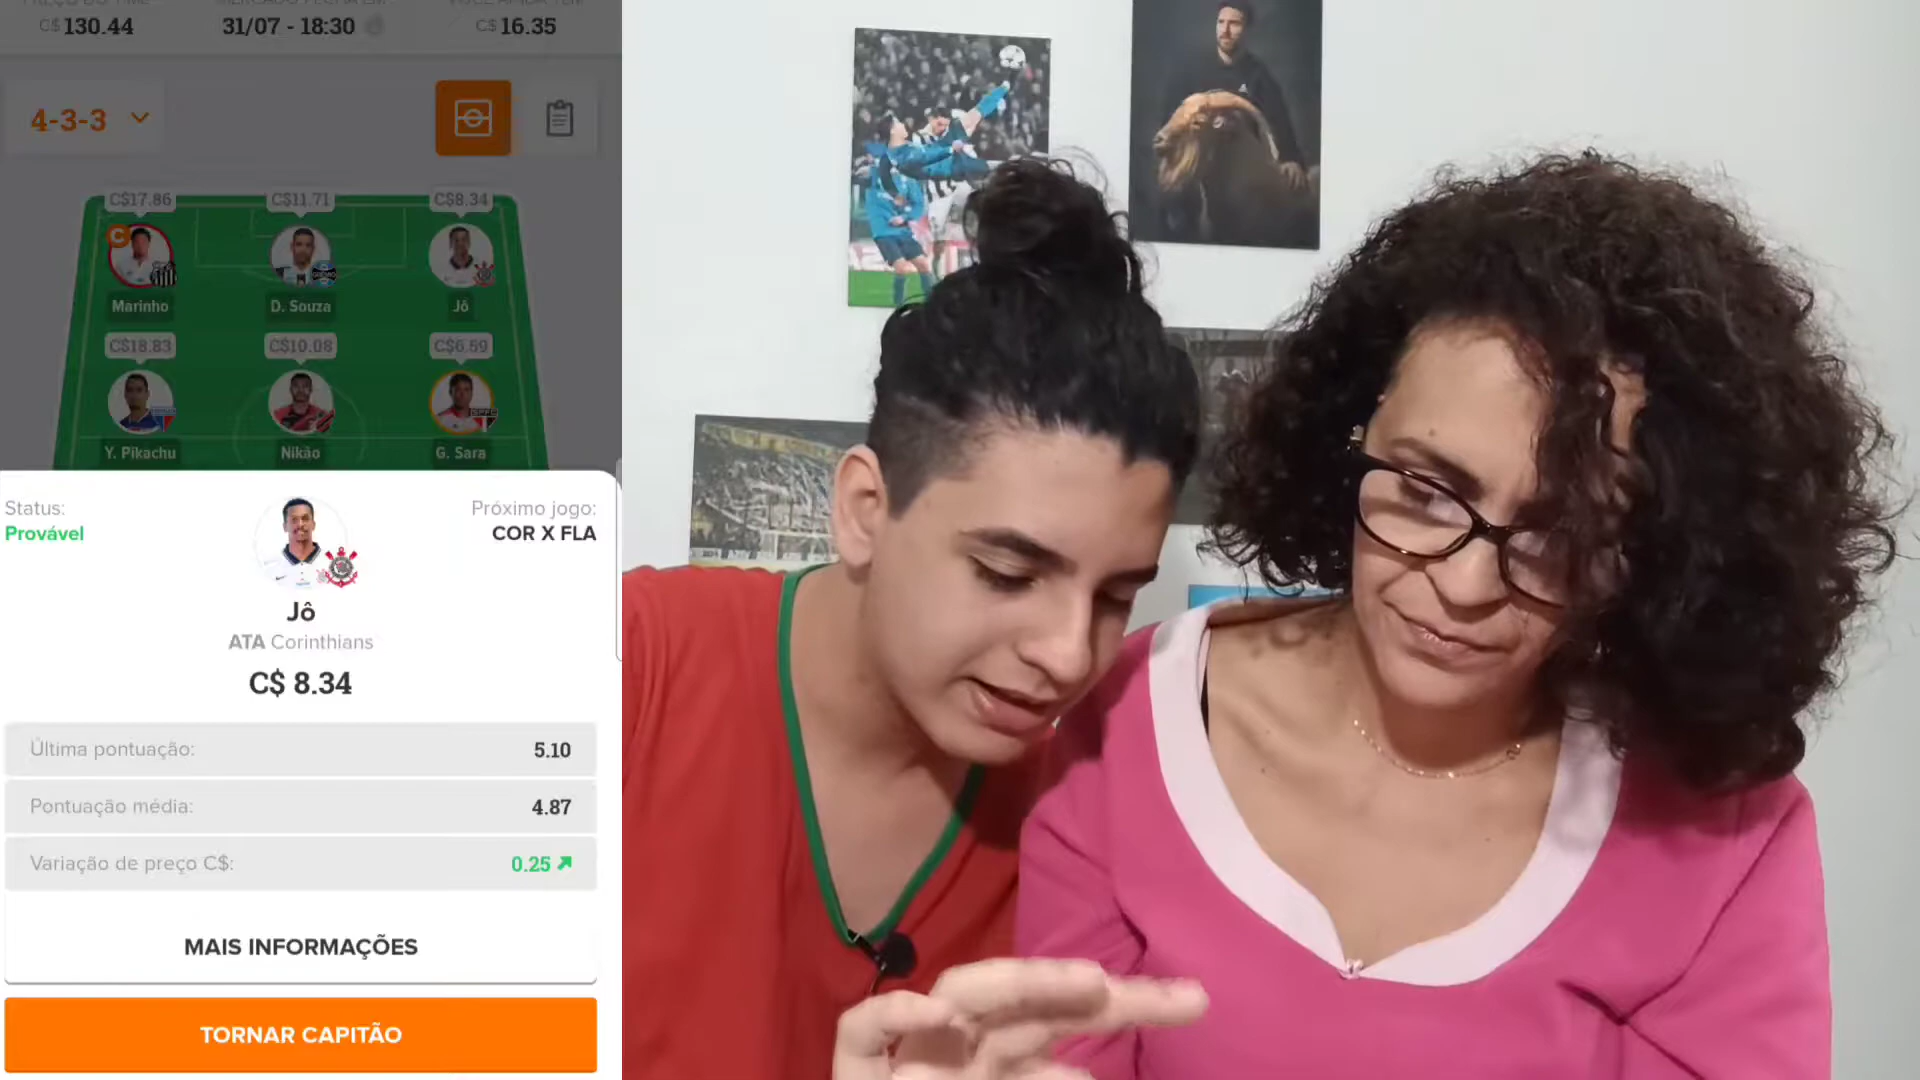 C$ 130.44
31/07 - 18:30
C$ 16.35
4-3-3
C$17.86
C$11.71
C$8.34
C
Marinho
D. Souza
Jô
C$18.83
C$10.08
C$6.59
Y. Pikachu
Nikão
G. Sara
Status:
Provável
Próximo jogo:
COR X FLA
Jô
ATA Corinthians
C$ 8.34
Última pontuação:
5.10
Pontuação média:
4.87
Variação de preço C$:
0.25
MAIS INFORMAÇÕES
TORNAR CAPITÃO